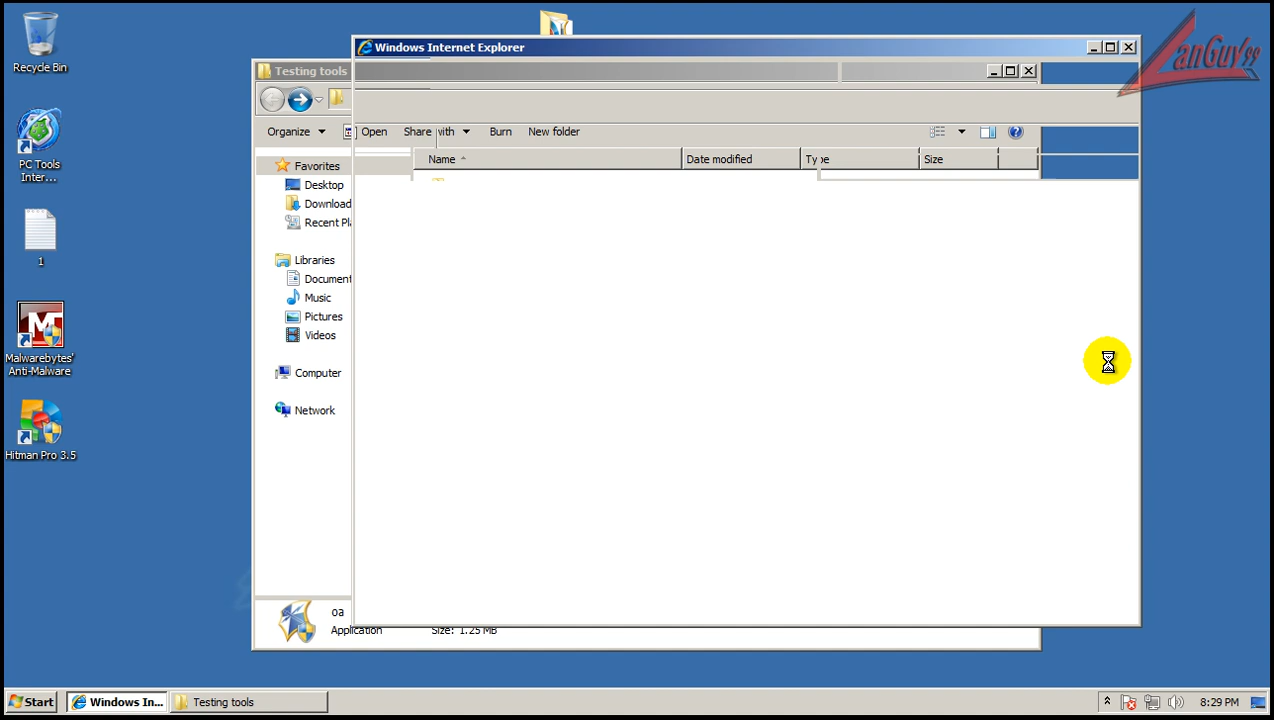 Recycle Bin
PC Tools
Inter...
1
Malwarebytes'
Anti-Malware
Hitman Pro 3.5
Windows Internet Explorer
Testing tools
Organize
Open
Share with
Burn
New folder
Name
Date modified
Type
Size
Favorites
Desktop
Download
Recent Pl
Libraries
Document
Music
Pictures
Videos
Computer
Network
oa
Application
Size: 1.25 MB
LanGuy99
Start
Windows In...
Testing tools
8:29 PM